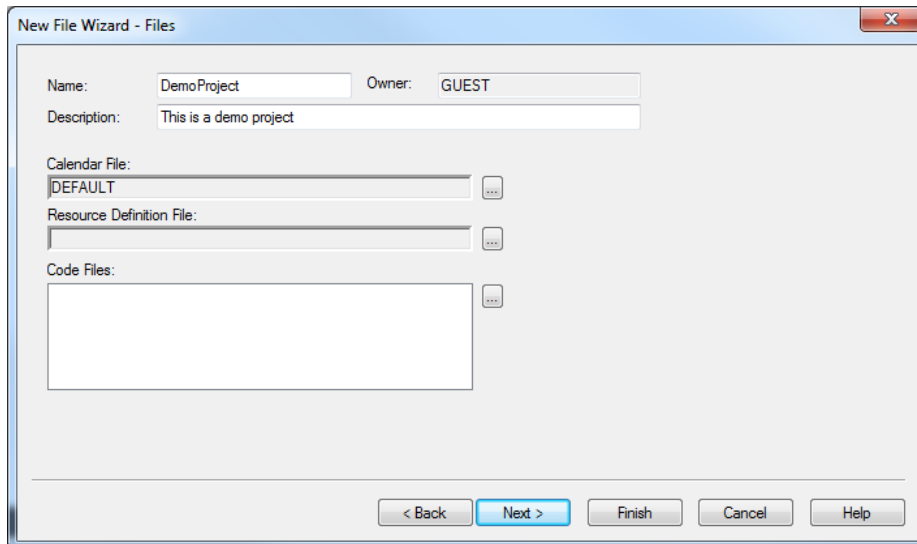 New File Wizard - Files
Name: DemoProject Owner: GUEST
Description: This is a demo project
Calendar File:
DEFAULT
...
Resource Definition File:
...
Code Files:
...
< Back Next > Finish Cancel Help